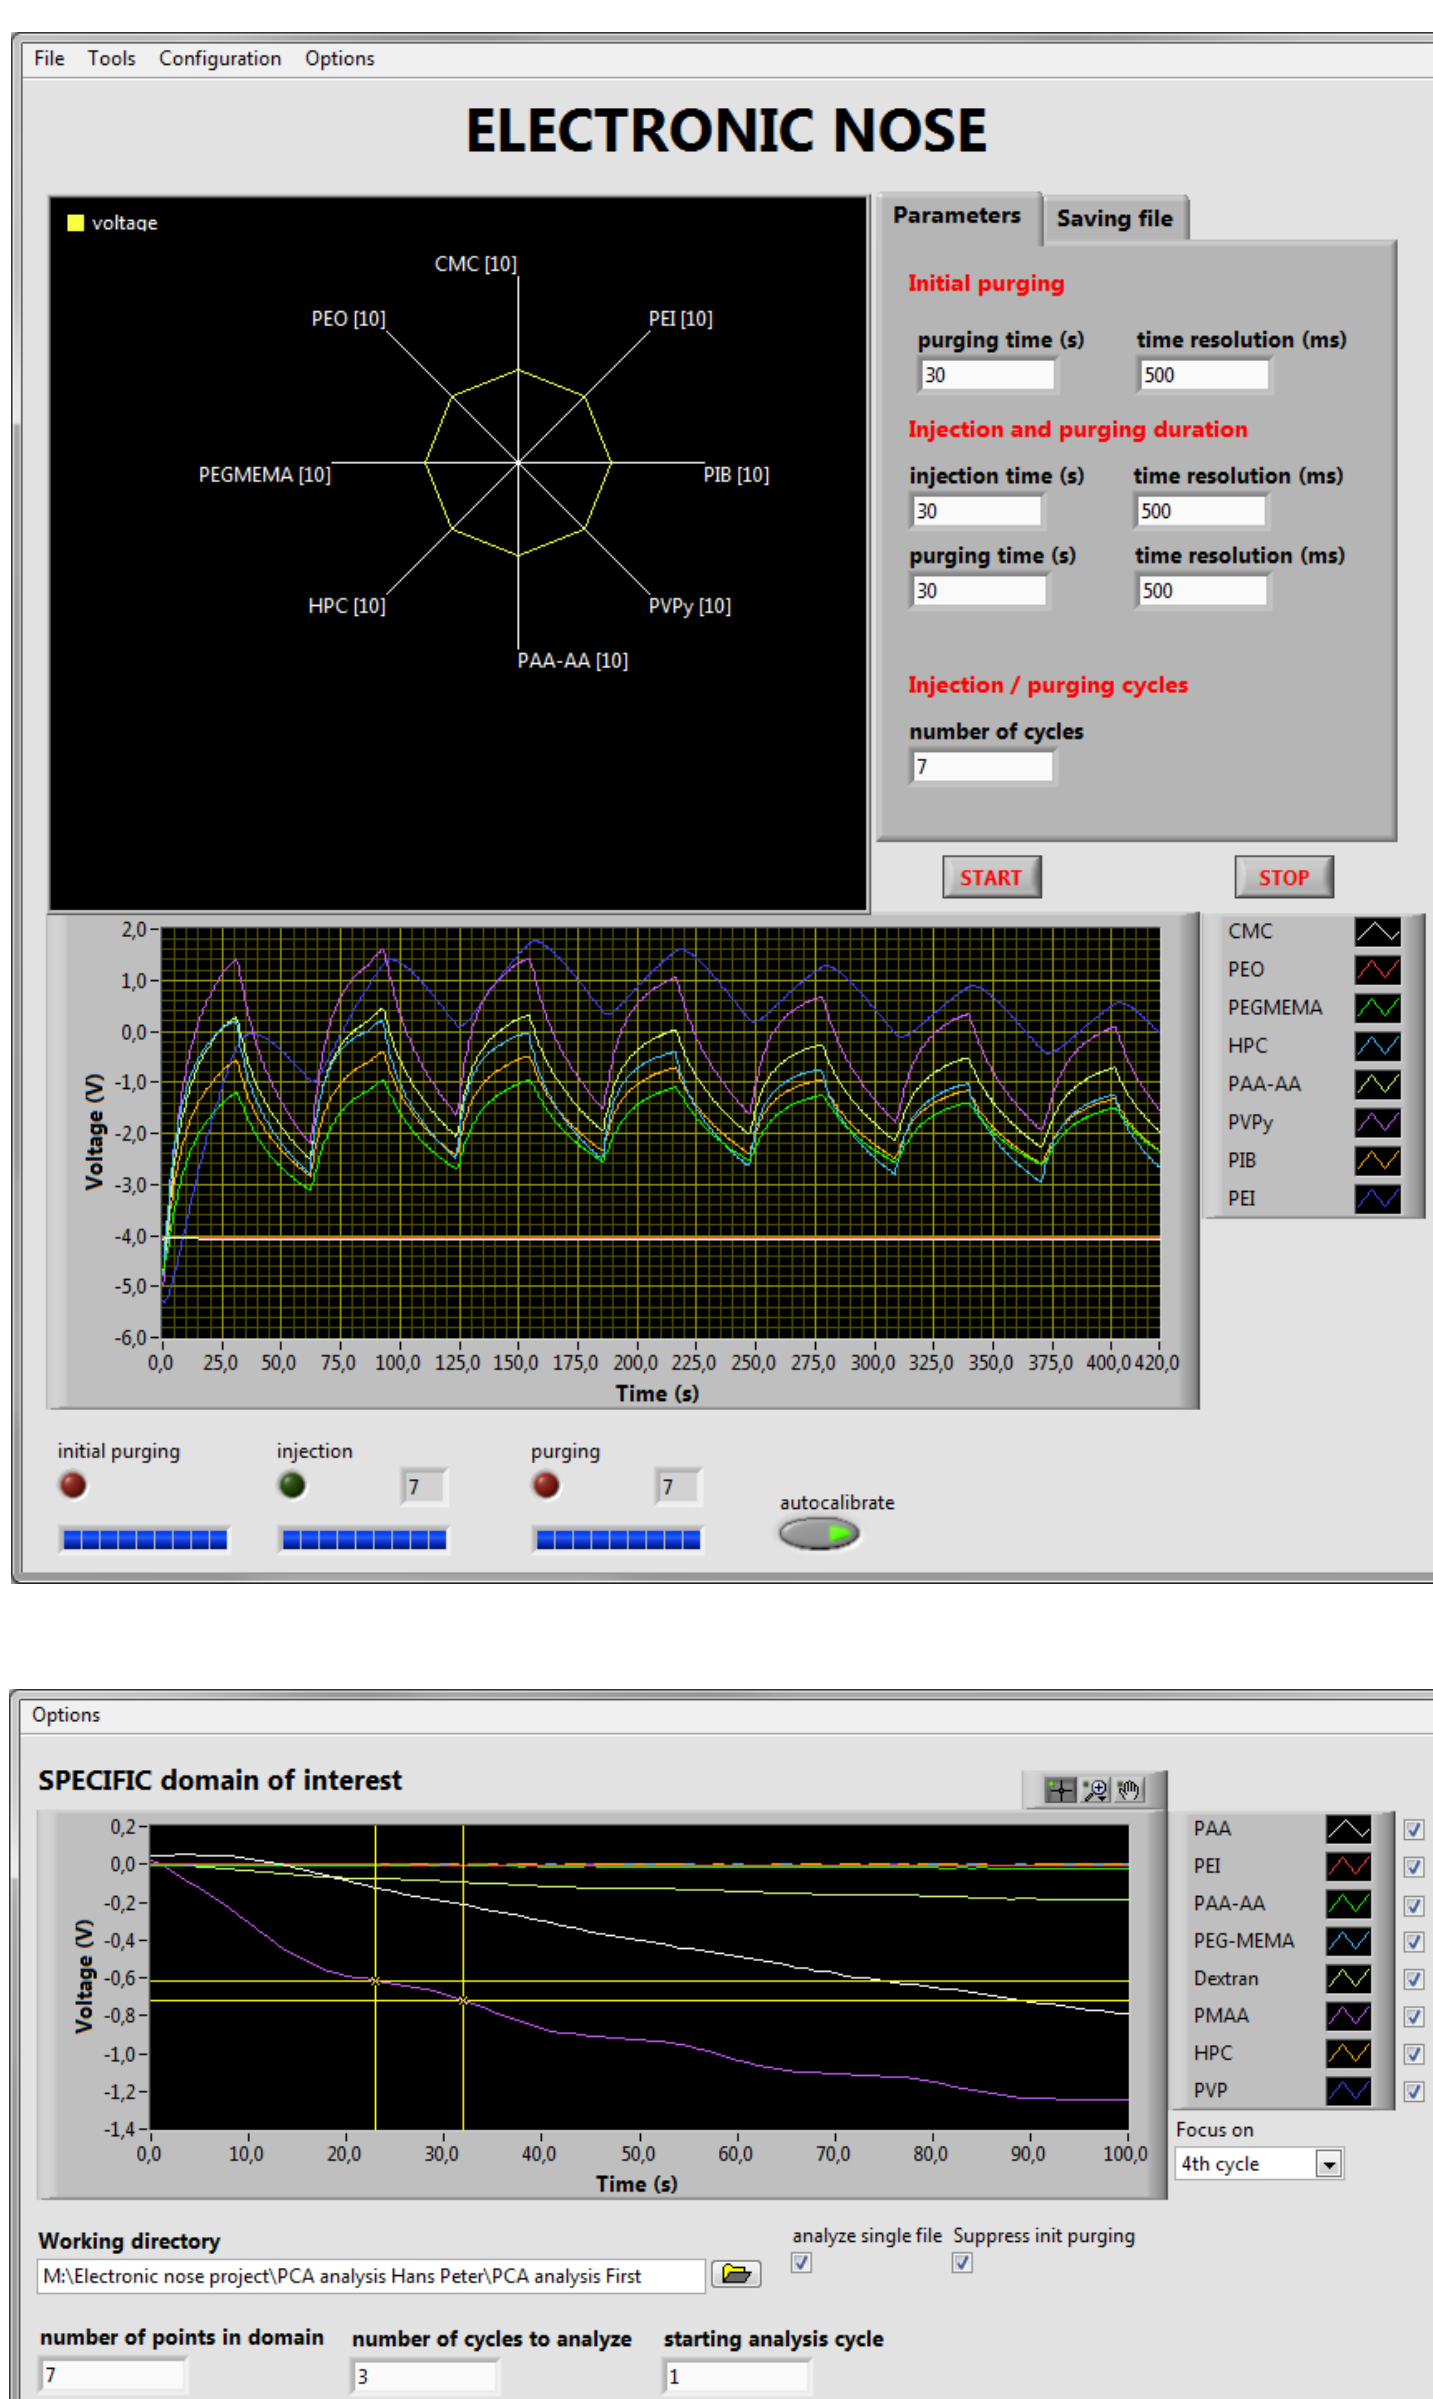 File Tools Configuration Options
ELECTRONIC NOSE
voltage
CMC [10]
PEO [10]
PEI [10]
PEGMEMA [10]
PIB [10]
HPC [10]
PVPy [10]
PAA-AA [10]
Parameters Saving file
Initial purging
purging time (s) time resolution (ms)
30 500
Injection and purging duration
injection time (s) time resolution (ms)
30 500
purging time (s) time resolution (ms)
30 500
Injection / purging cycles
number of cycles
7
START STOP
2,0
1,0
0,0
-1,0
-2,0
-3,0
-4,0
-5,0
-6,0
Voltage (V)
0,0 25,0 50,0 75,0 100,0 125,0 150,0 175,0 200,0 225,0 250,0 275,0 300,0 325,0 350,0 375,0 400,0 420,0
Time (s)
CMC
PEO
PEGMEMA
HPC
PAA-AA
PVPy
PIB
PEI
initial purging injection purging
7 7
autocalibrate
Options
SPECIFIC domain of interest
0,2
0,0
-0,2
-0,4
-0,6
-0,8
-1,0
-1,2
-1,4
Voltage (V)
0,0 10,0 20,0 30,0 40,0 50,0 60,0 70,0 80,0 90,0 100,0
Time (s)
PAA
PEI
PAA-AA
PEG-MEMA
Dextran
PMAA
HPC
PVP
Focus on
4th cycle
Working directory
M:\Electronic nose project\PCA analysis Hans Peter\PCA analysis First
analyze single file Suppress init purging
number of points in domain number of cycles to analyze starting analysis cycle
7 3 1